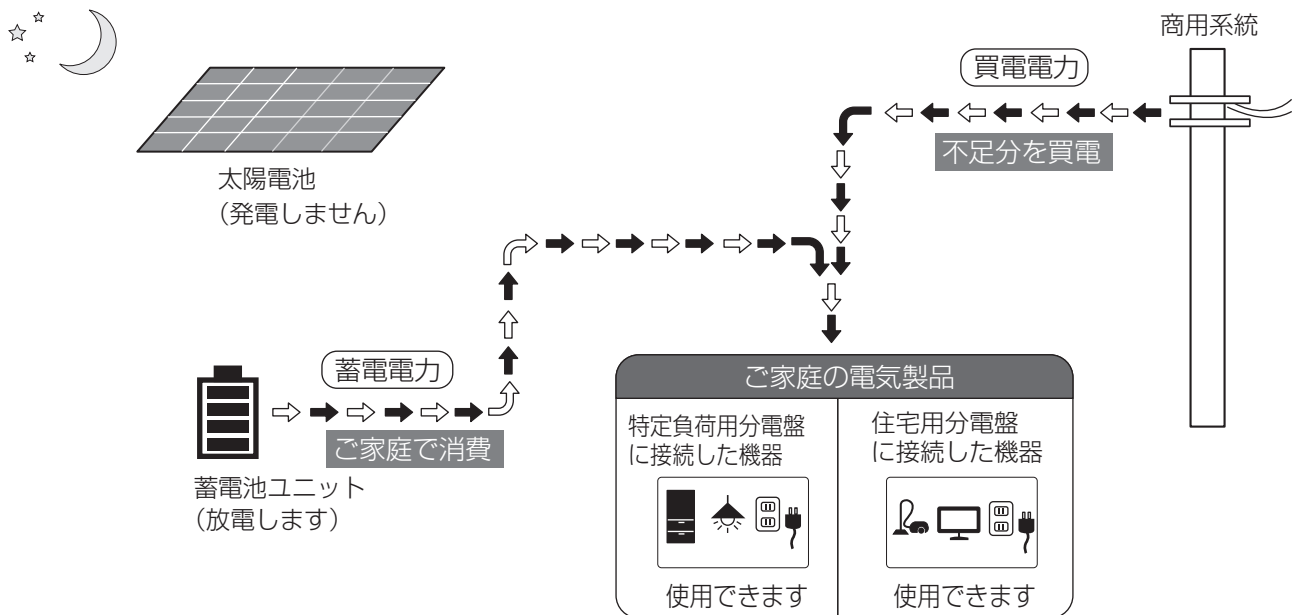 商用系統
買電電力
不足分を買電
太陽電池
（発電しません）
蓄電電力
ご家庭で消費
蓄電池ユニット
（放電します）
ご家庭の電気製品
特定負荷用分電盤
に接続した機器
使用できます
住宅用分電盤
に接続した機器
使用できます